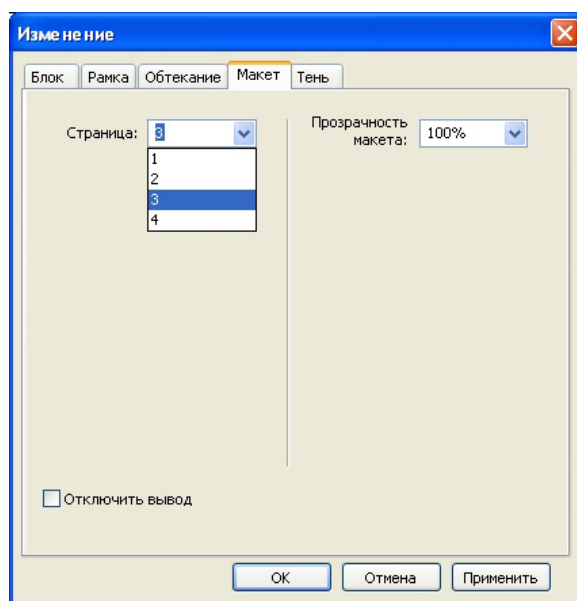 Изменение
Блок Рамка Обтекание Макет Тень
Страница: 3
1
2
3
4
Прозрачность
макета: 100%
Отключить вывод
ОК Отмена Применить